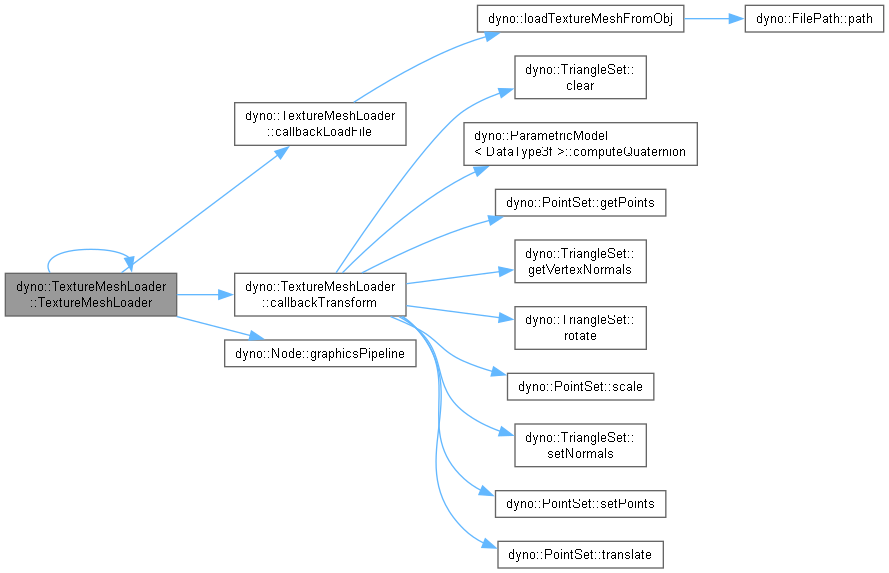 dyno::loadTextureMeshFromObj
dyno::FilePath::path
dyno::TriangleSet::
clear
dyno::TextureMeshLoader
::callbackLoadFile
dyno::ParametricModel
< DataType3f >::computeQuaternion
dyno::PointSet::getPoints
dyno::TriangleSet::
getVertexNormals
dyno::TextureMeshLoader
::TextureMeshLoader
dyno::TextureMeshLoader
::callbackTransform
dyno::TriangleSet::
rotate
dyno::Node::graphicsPipeline
dyno::PointSet::scale
dyno::TriangleSet::
setNormals
dyno::PointSet::setPoints
dyno::PointSet::translate